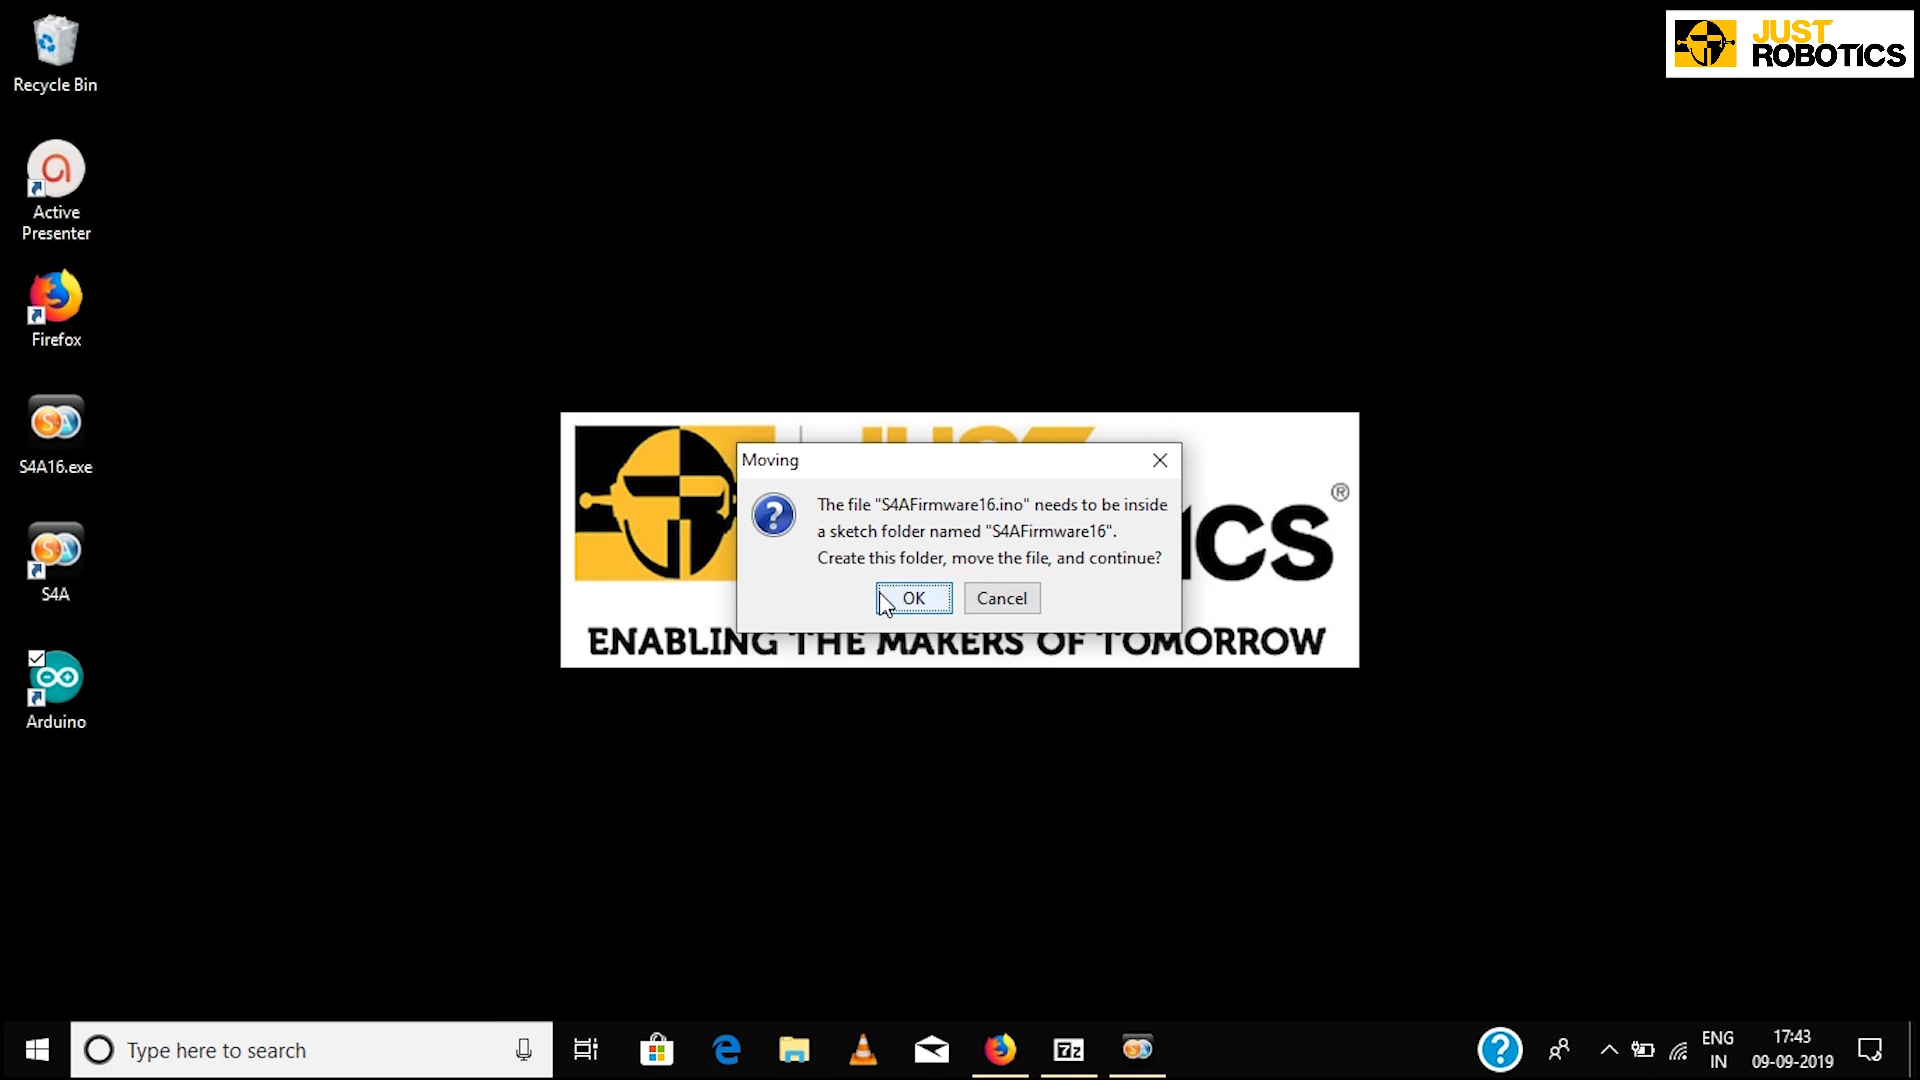 Recycle Bin
JUST
ROBOTICS
Active
Presenter
Firefox
S4A16.exe
S4A
Arduino
Moving
The file "S4AFirmware16.ino" needs to be inside
a sketch folder named "S4AFirmware16".
Create this folder, move the file, and continue?
OK
Cancel
®
ENABLING THE MAKERS OF TOMORROW
Type here to search
7z
ENG
IN
17:43
09-09-2019